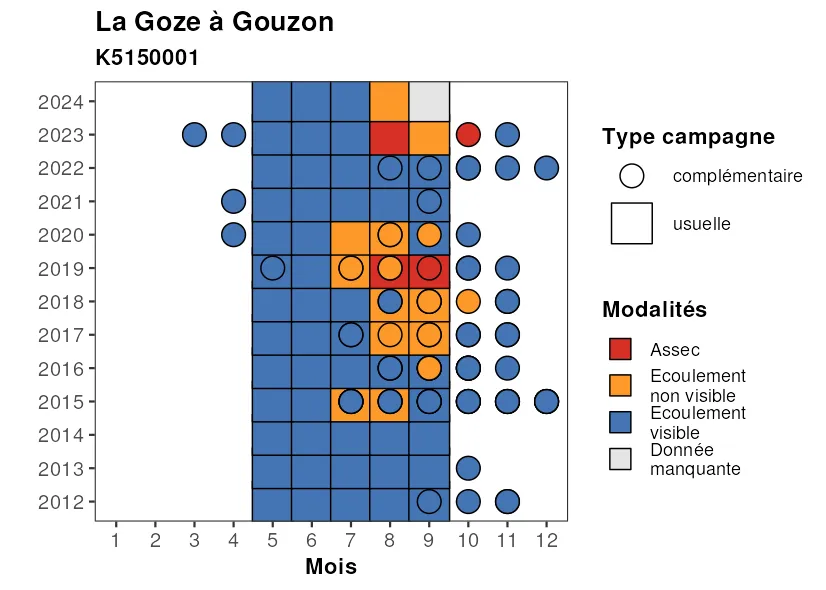 La Goze à Gouzon
K5150001
2024
2023
2022
2021
2020
2019
2018
2017
2016
2015
2014
2013
2012
1 2 3 4 5 6 7 8 9 10 11 12
Mois
Type campagne
complémentaire
usuelle
Modalités
Assec
Ecoulement
non visible
Ecoulement
visible
Donnée
manquante